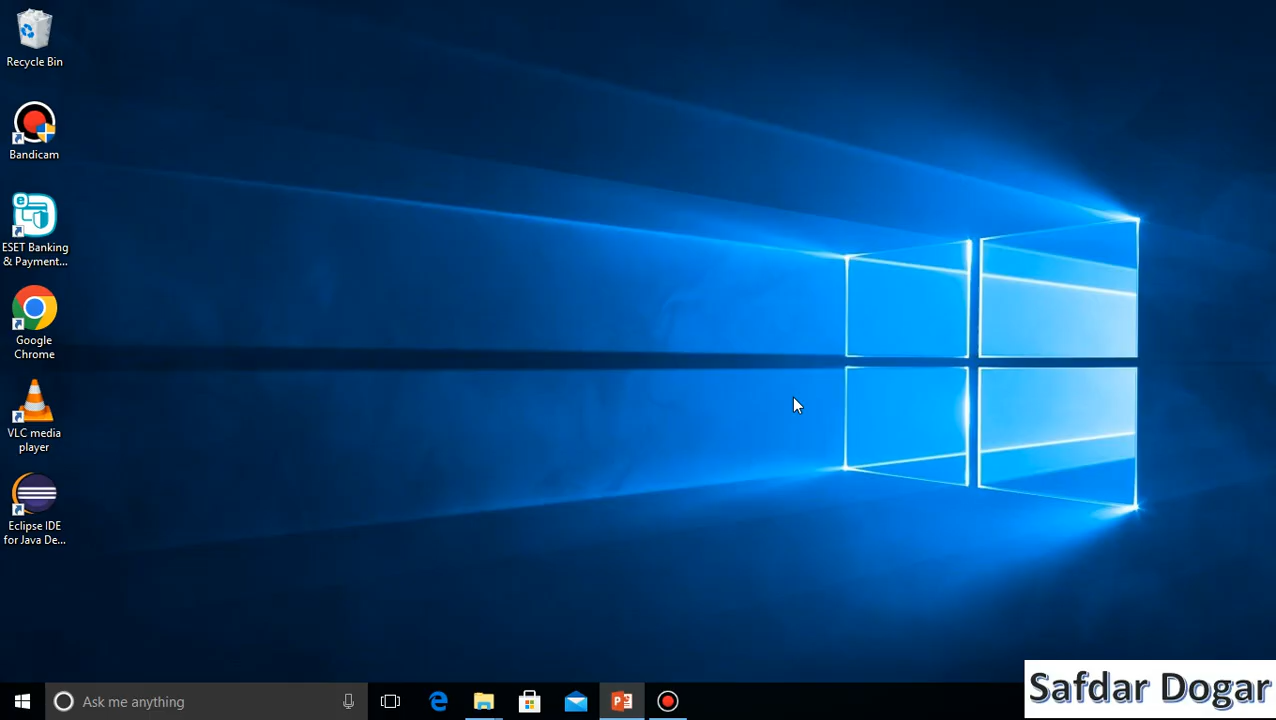 Recycle Bin
Bandicam
ESET Banking
& Payment...
Google
Chrome
VLC media
player
Eclipse IDE
for Java De...
Ask me anything
Safdar Dogar